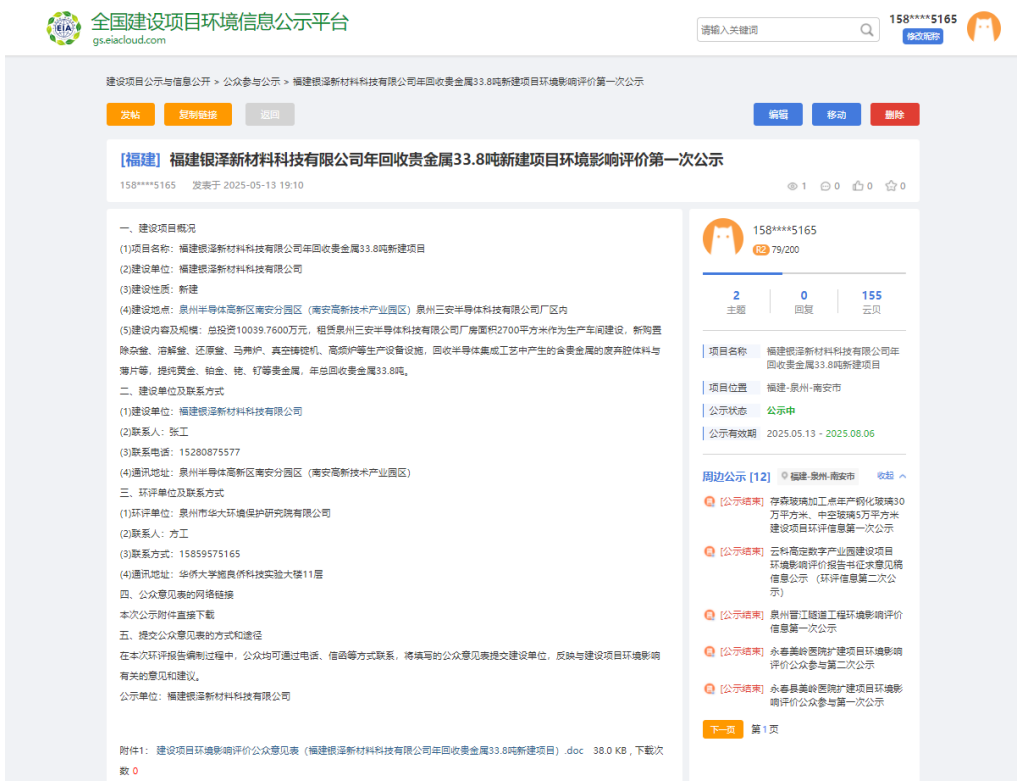 全国建设项目环境信息公示平台
gs.eiacloud.com
EIA
请输入关键词
158****5165
修改昵称
建设项目公示与信息公开 > 公众参与公示 > 福建银泽新材料科技有限公司年回收贵金属33.8吨新建项目环境影响评价第一次公示
发帖 复制链接 返回 编辑 移动 删除
[福建] 福建银泽新材料科技有限公司年回收贵金属33.8吨新建项目环境影响评价第一次公示
158****5165 发表于 2025-05-13 19:10 1 0 0 0
一、建设项目概况
(1)项目名称：福建银泽新材料科技有限公司年回收贵金属33.8吨新建项目
(2)建设单位：福建银泽新材料科技有限公司
(3)建设性质：新建
(4)建设地点：泉州半导体高新区南安分园区（南安高新技术产业园区）泉州三安半导体科技有限公司厂区内
(5)建设内容及规模：总投资10039.7600万元，租赁泉州三安半导体科技有限公司厂房面积2700平方米作为生产车间建设，新购置
除杂釜、溶解釜、还原釜、马弗炉、真空铸锭机、高频炉等生产设备设施，回收半导体集成工艺中产生的含贵金属的废弃腔体料与
薄片等，提纯黄金、铂金、铑、钌等贵金属，年总回收贵金属33.8吨。
二、建设单位及联系方式
(1)建设单位：福建银泽新材料科技有限公司
(2)联系人：张工
(3)联系电话：15280875577
(4)通讯地址：泉州半导体高新区南安分园区（南安高新技术产业园区）
三、环评单位及联系方式
(1)环评单位：泉州市华大环境保护研究院有限公司
(2)联系人：方工
(3)联系方式：15859575165
(4)通讯地址：华侨大学施良侨科技实验大楼11层
四、公众意见表的网络链接
本次公示附件直接下载
五、提交公众意见表的方式和途径
在本次环评报告编制过程中，公众均可通过电话、信函等方式联系，将填写的公众意见表提交建设单位，反映与建设项目环境影响
有关的意见和建议。
公示单位：福建银泽新材料科技有限公司
附件1： 建设项目环境影响评价公众意见表（福建银泽新材料科技有限公司年回收贵金属33.8吨新建项目）.doc 38.0 KB , 下载次
数 0
158****5165
R2 79/200
2 0 155
主题 回复 云贝
项目名称 福建银泽新材料科技有限公司年
回收贵金属33.8吨新建项目
项目位置 福建-泉州-南安市
公示状态 公示中
公示有效期 2025.05.13 - 2025.08.06
周边公示 [12] 福建-泉州-南安市 收起
[公示结束] 存森玻璃加工点年产钢化玻璃30
万平方米、中空玻璃5万平方米
建设项目环评信息第一次公示
[公示结束] 云科高定数字产业园建设项目
环境影响评价报告书征求意见稿
信息公示 （环评信息第二次公
示）
[公示结束] 泉州晋江隧道工程环境影响评价
信息第一次公示
[公示结束] 永春美岭医院扩建项目环境影响
评价公众参与第二次公示
[公示结束] 永春县美岭医院扩建项目环境影
响评价公众参与第一次公示
下一页 第1页